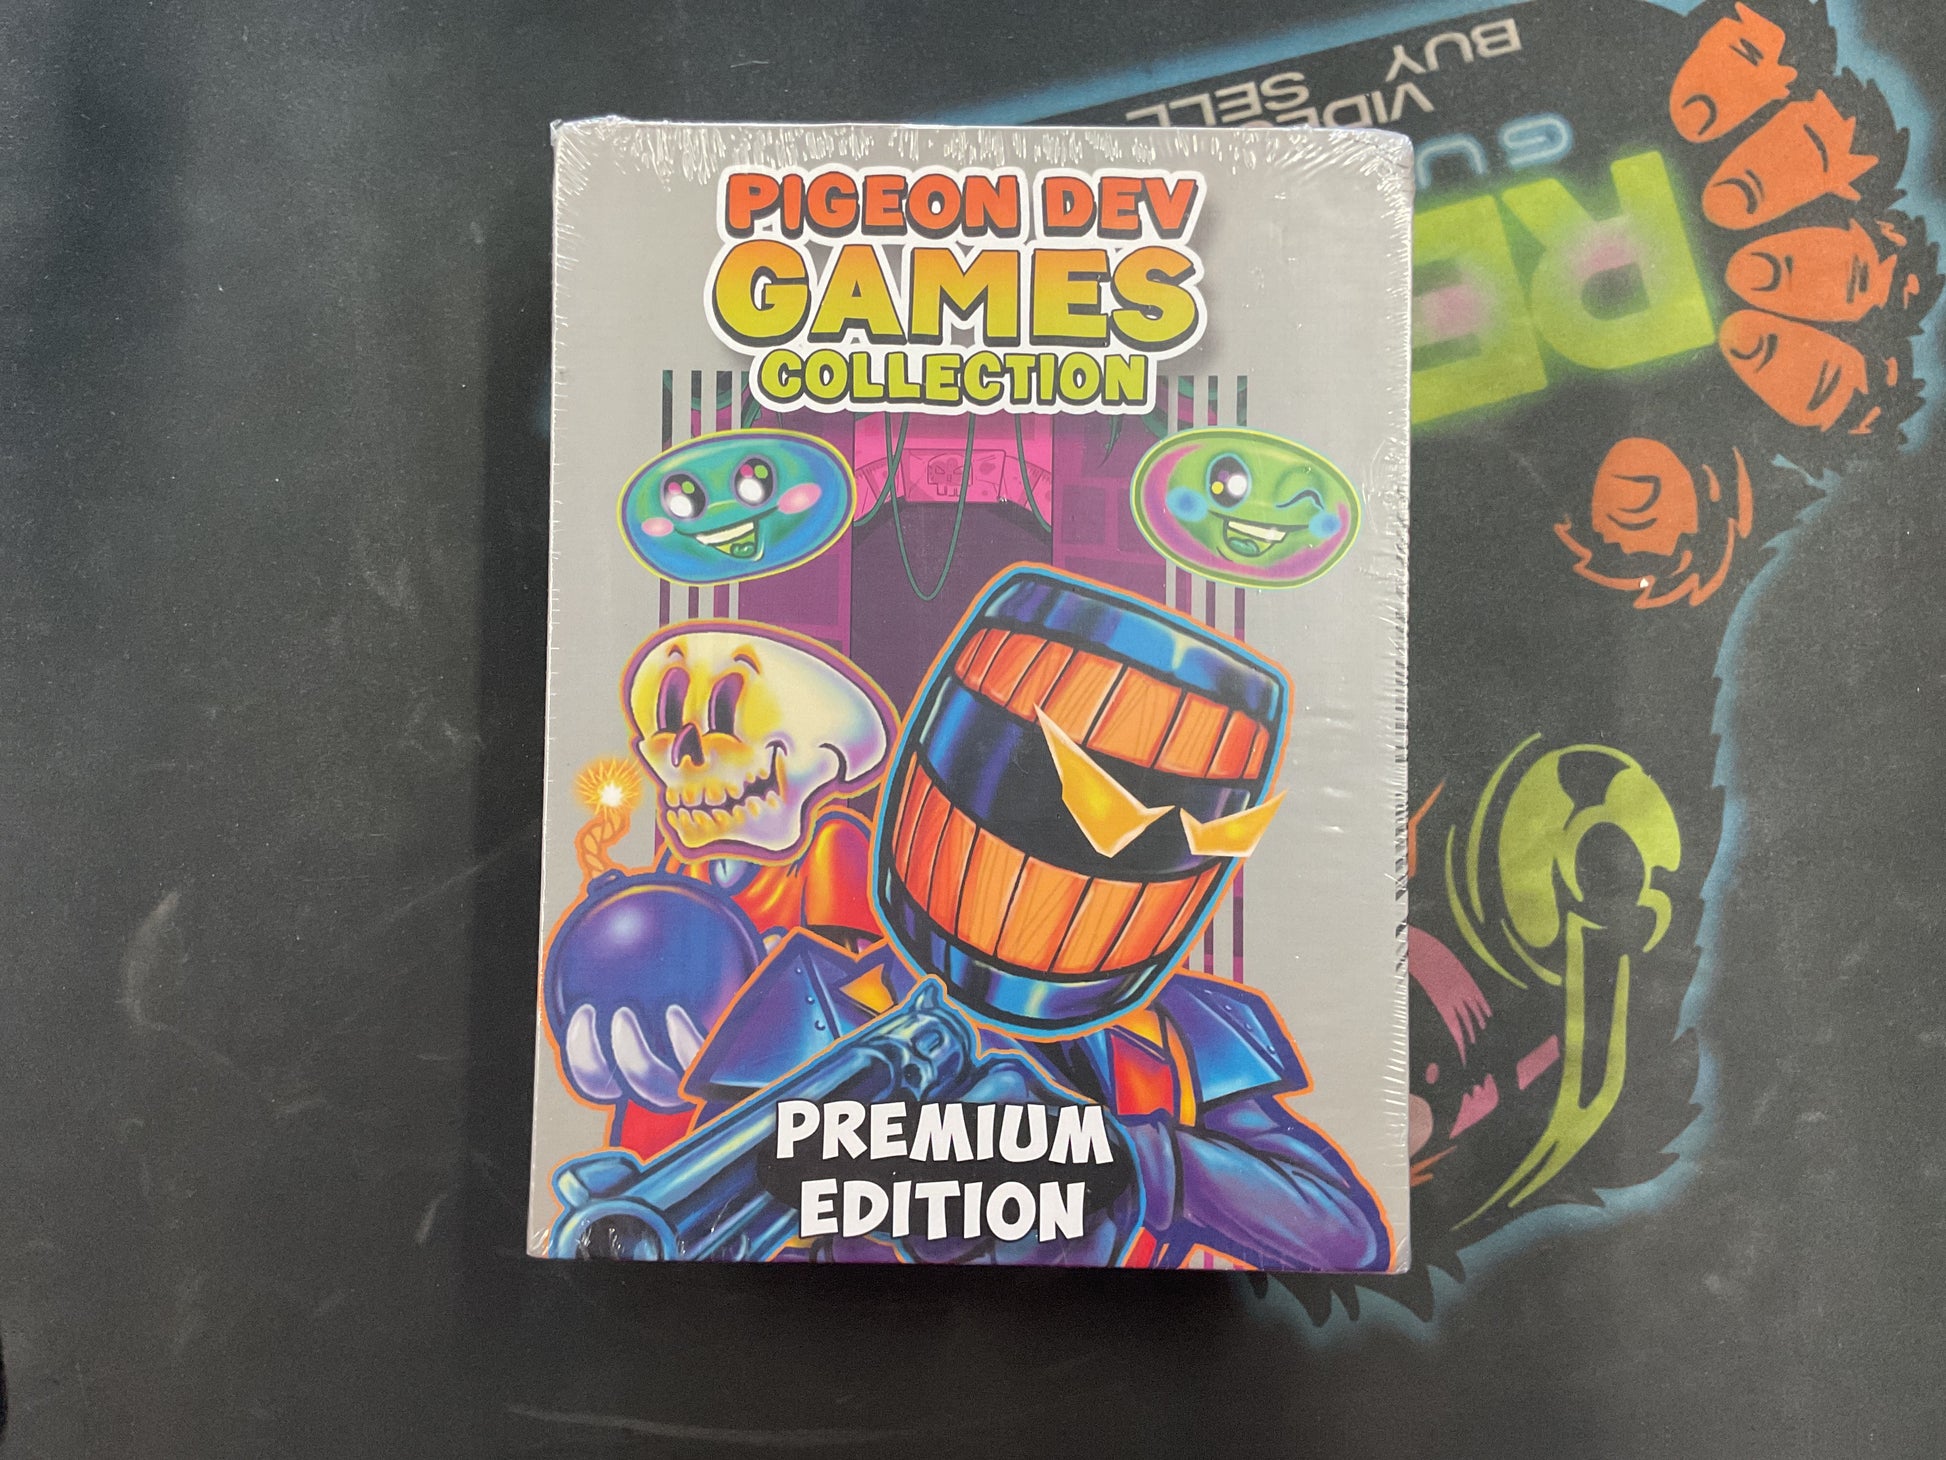 PIGEON DEV
GAMES
COLLECTION
PREMIUM
EDITION
BUY
SELL